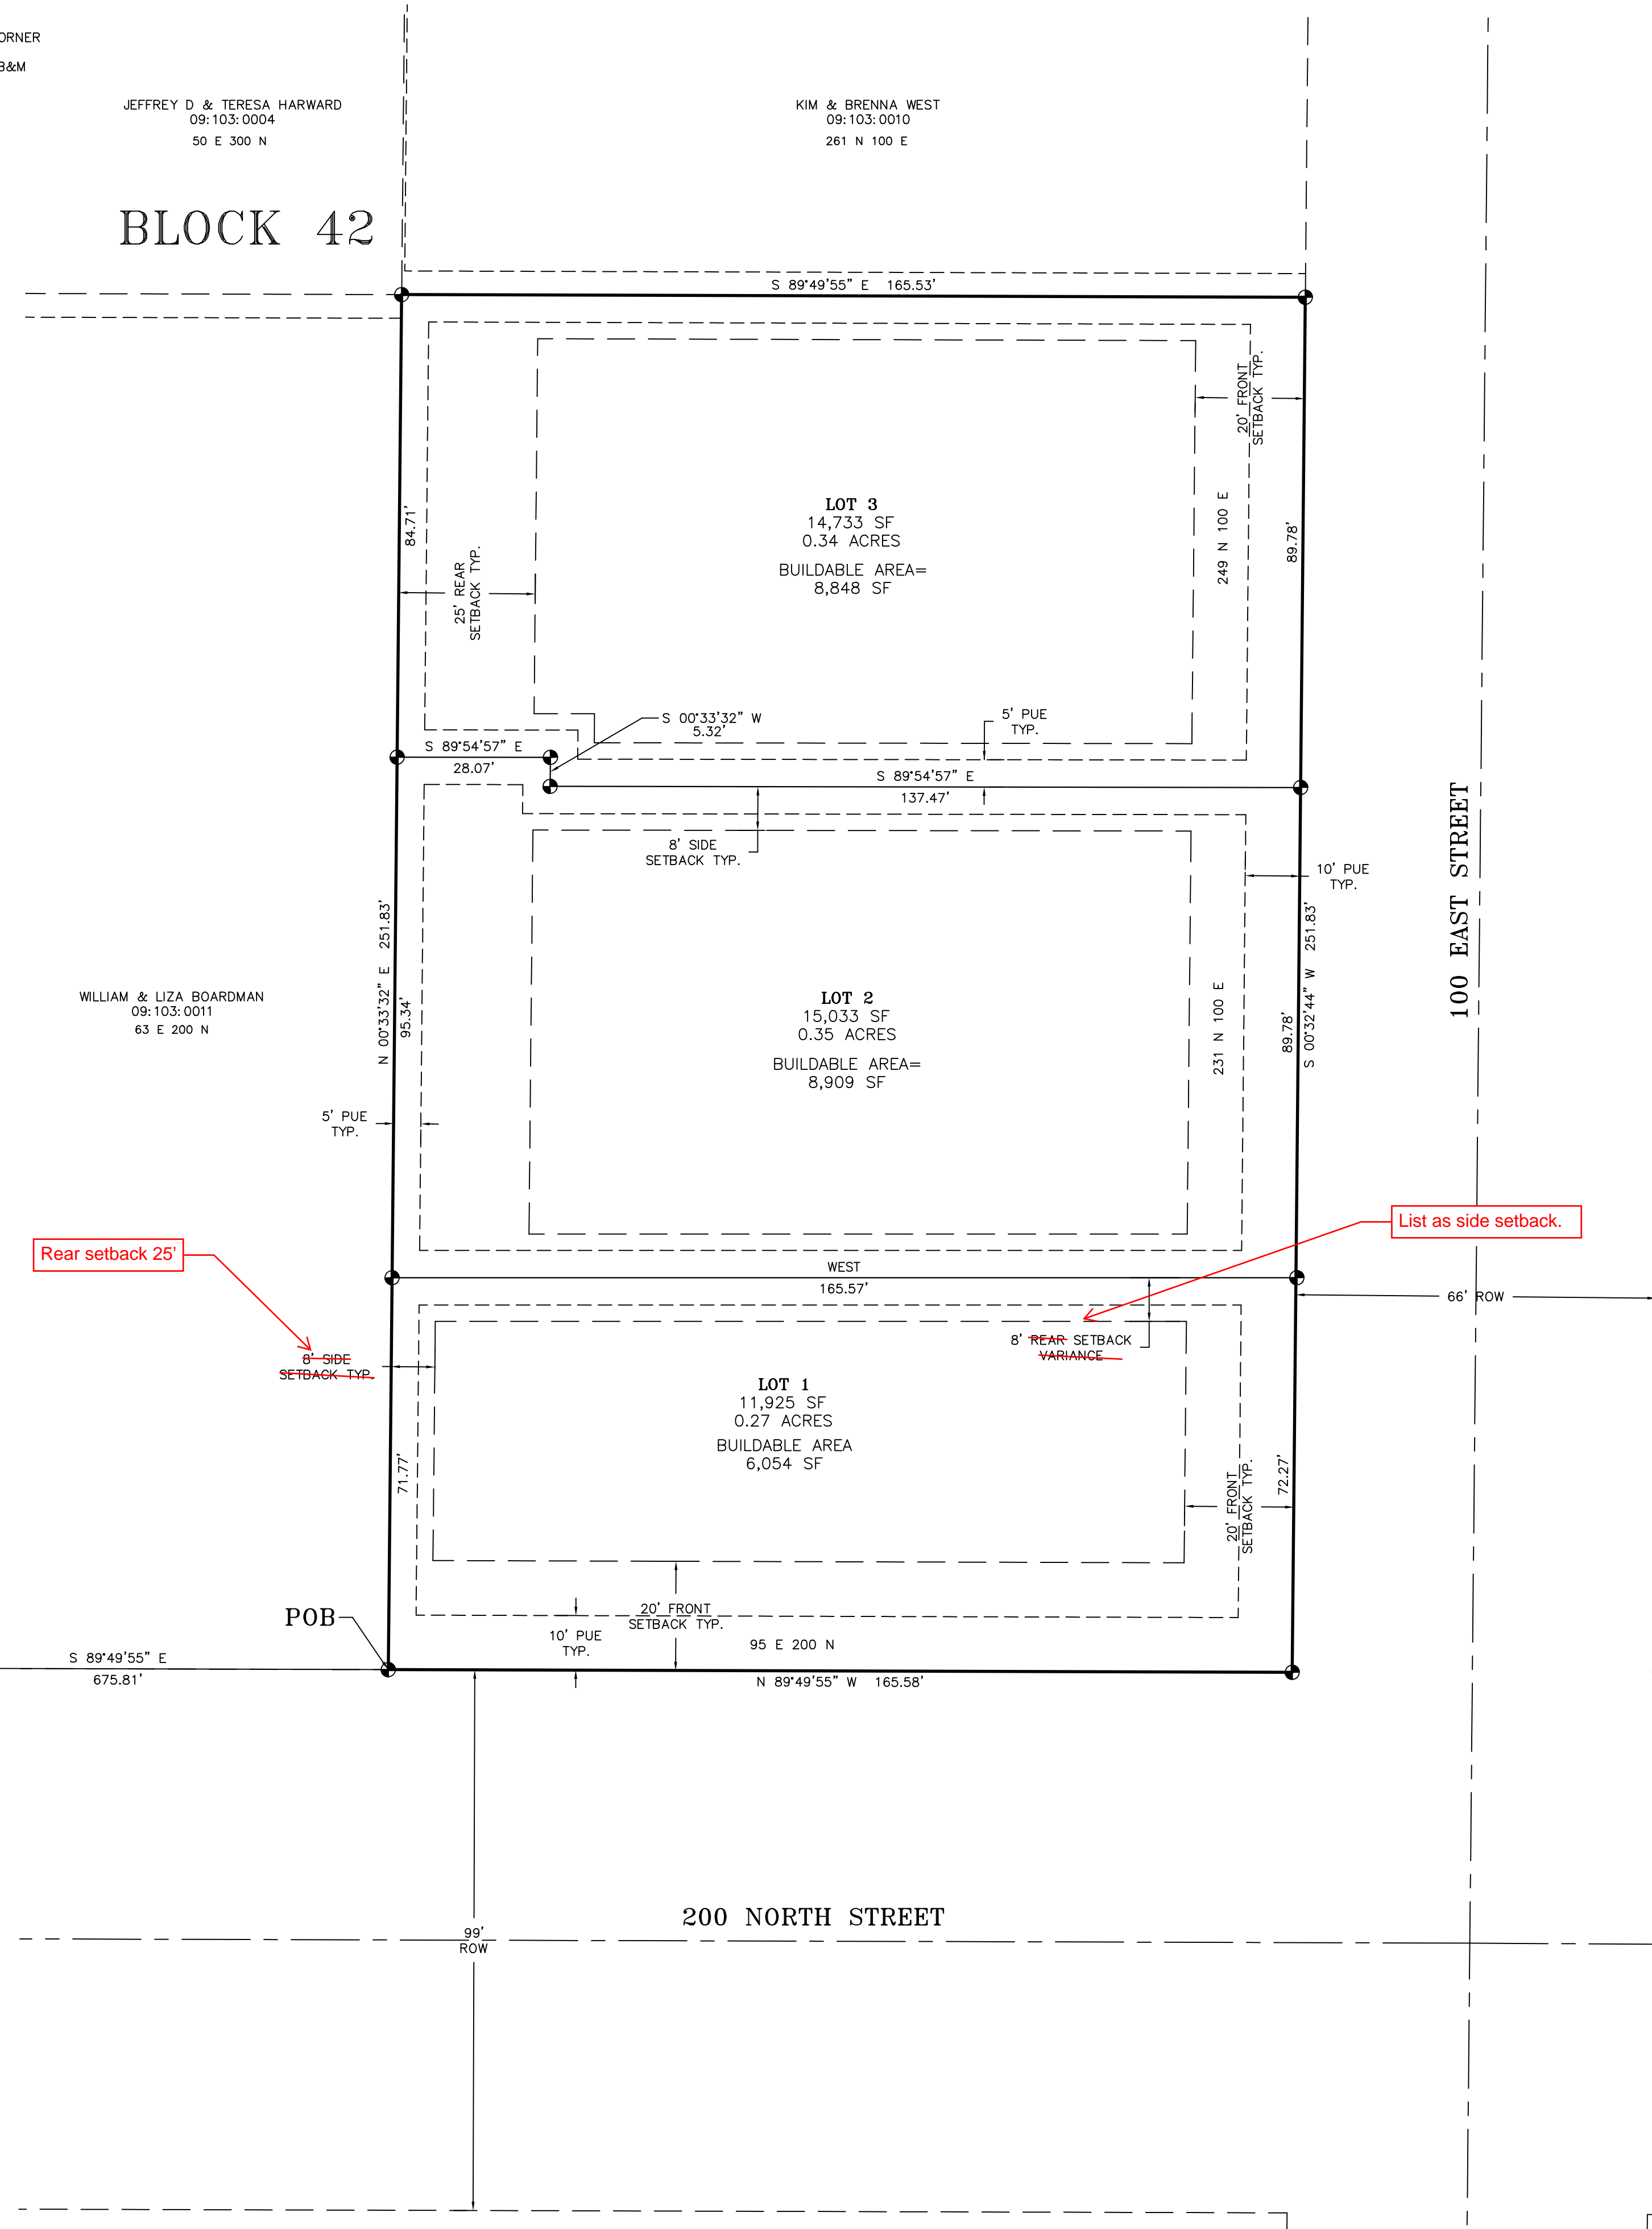 ORNER
B&M
JEFFREY D & TERESA HARWARD
09:103:0004
50 E 300 N
KIM & BRENNA WEST
09:103:0010
261 N 100 E
BLOCK 42
S 89°49'55" E 165.53'
20' FRONT
SETBACK TYP.
84.71'
25' REAR
SETBACK TYP.
LOT 3
14,733 SF
0.34 ACRES
BUILDABLE AREA=
8,848 SF
249 N 100 E
89.78'
S 00°33'32" W
5.32'
5' PUE
TYP.
S 89°54'57" E
28.07'
S 89°54'57" E
137.47'
8' SIDE
SETBACK TYP.
10' PUE
TYP.
100 EAST STREET
WILLIAM & LIZA BOARDMAN
09:103:0011
63 E 200 N
N 00°33'32" E 251.83'
95.34'
LOT 2
15,033 SF
0.35 ACRES
BUILDABLE AREA=
8,909 SF
231 N 100 E
89.78'
S 00°32'44" W 251.83'
5' PUE
TYP.
List as side setback.
Rear setback 25'
WEST
165.57'
66' ROW
8' REAR SETBACK
VARIANCE
8' SIDE
SETBACK TYP.
LOT 1
11,925 SF
0.27 ACRES
BUILDABLE AREA
6,054 SF
71.77'
20' FRONT
SETBACK TYP.
72.27'
POB
20' FRONT
SETBACK TYP.
10' PUE
TYP.
95 E 200 N
S 89°49'55" E
675.81'
N 89°49'55" W 165.58'
200 NORTH STREET
99'
ROW